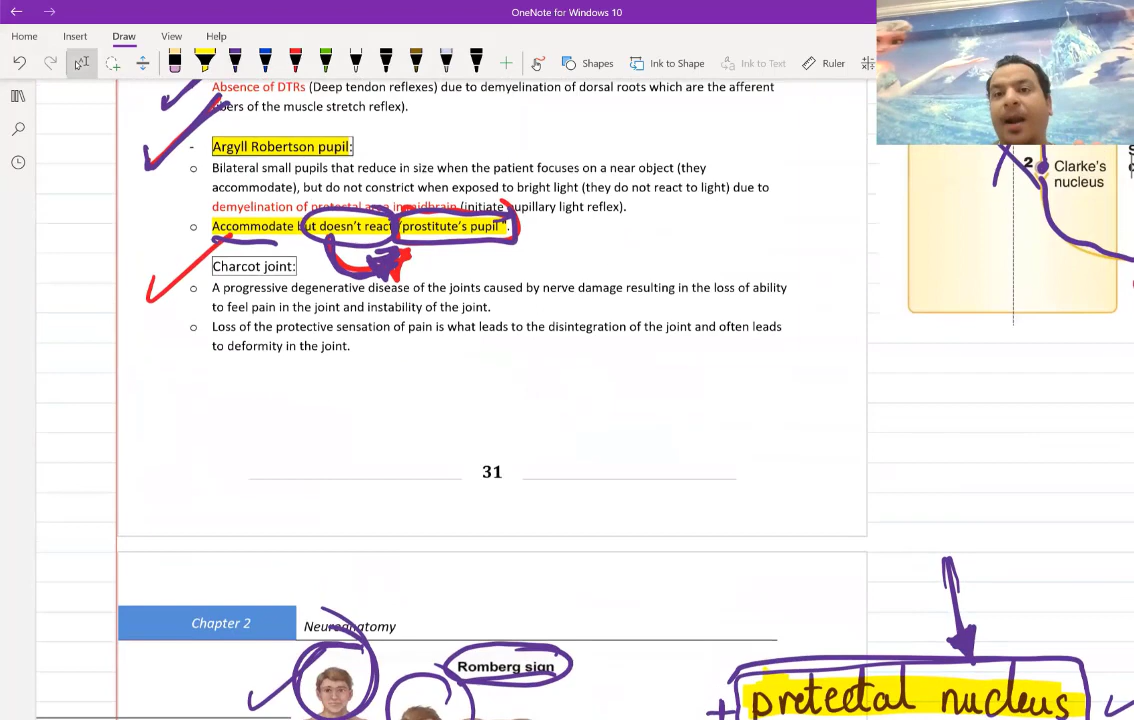 OneNote for Windows 10
Home Insert Draw View Help
Shapes Ink to Shape Ink to Text Ruler
Absence of DTRs (Deep tendon reflexes) due to demyelination of dorsal roots which are the afferent
fibers of the muscle stretch reflex).
- Argyll Robertson pupil:
o Bilateral small pupils that reduce in size when the patient focuses on a near object (they
accommodate), but do not constrict when exposed to bright light (they do not react to light) due to
demyelination of pretectal area in midbrain (initiate pupillary light reflex).
o Accommodate but doesn't react "prostitute's pupil".
Charcot joint:
o A progressive degenerative disease of the joints caused by nerve damage resulting in the loss of ability
to feel pain in the joint and instability of the joint.
o Loss of the protective sensation of pain is what leads to the disintegration of the joint and often leads
to deformity in the joint.
31
2 Clarke's
nucleus
Chapter 2 Neuroanatomy
Romberg sign
pretectal nucleus